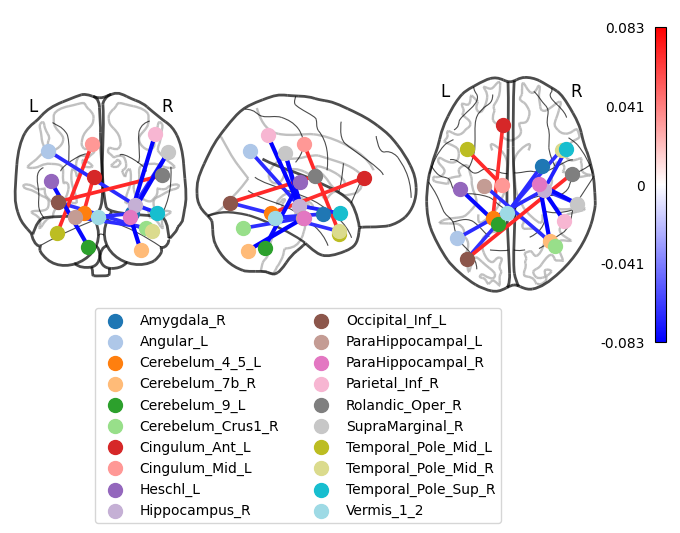 0.083
L R
L R
0.041
0
-0.041
-0.083
Amygdala_R
Angular_L
Cerebelum_4_5_L
Cerebelum_7b_R
Cerebelum_9_L
Cerebelum_Crus1_R
Cingulum_Ant_L
Cingulum_Mid_L
Heschl_L
Hippocampus_R
Occipital_Inf_L
ParaHippocampal_L
ParaHippocampal_R
Parietal_Inf_R
Rolandic_Oper_R
SupraMarginal_R
Temporal_Pole_Mid_L
Temporal_Pole_Mid_R
Temporal_Pole_Sup_R
Vermis_1_2